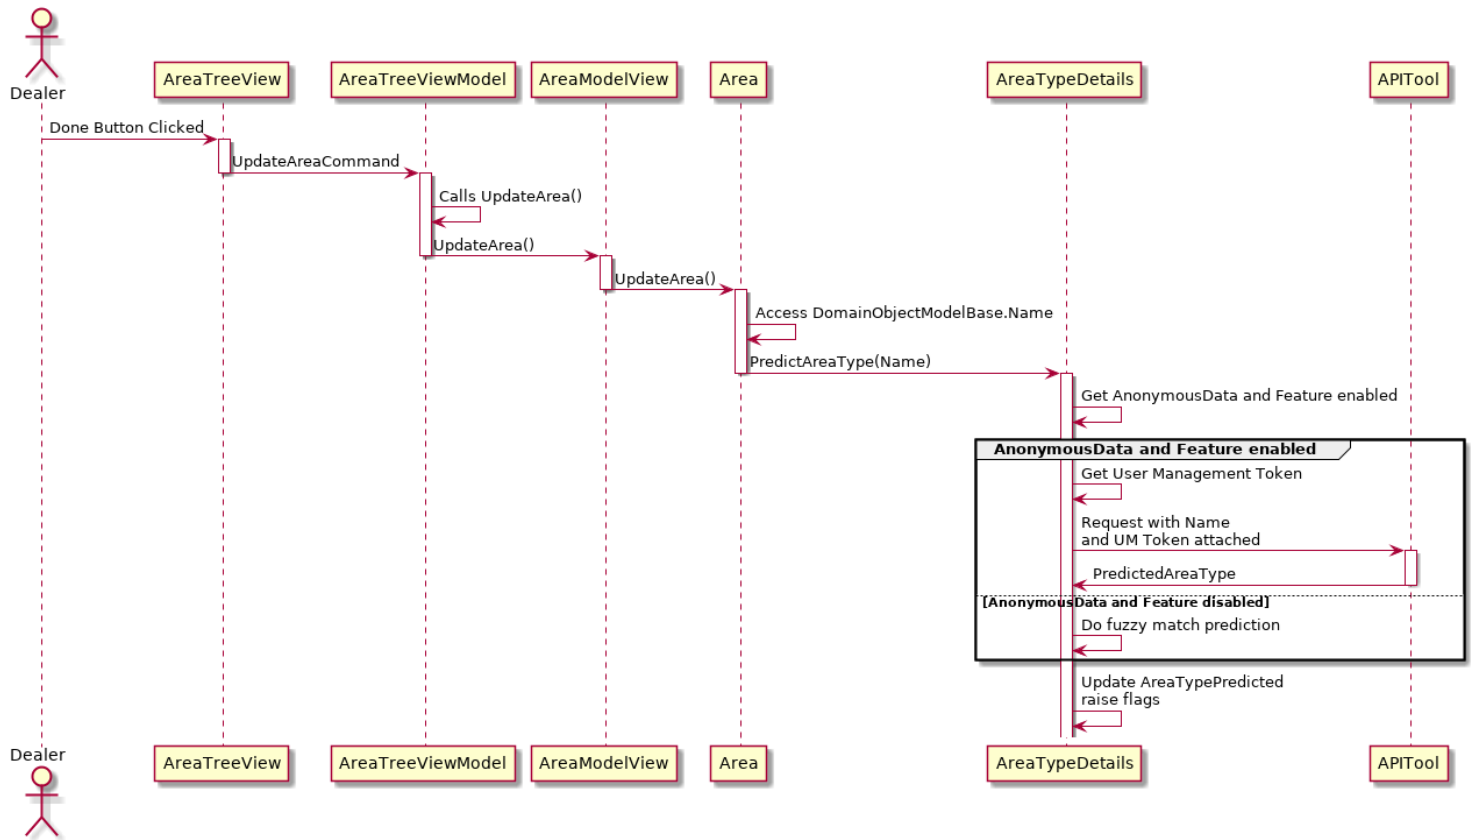 Dealer
AreaTreeView
AreaTreeViewModel
AreaModelView
Area
AreaTypeDetails
APITool
Done Button Clicked
UpdateAreaCommand
Calls UpdateArea()
UpdateArea()
UpdateArea()
Access DomainObjectModelBase.Name
PredictAreaType(Name)
Get AnonymousData and Feature enabled
AnonymousData and Feature enabled
Get User Management Token
Request with Name
and UM Token attached
PredictedAreaType
[AnonymousData and Feature disabled]
Do fuzzy match prediction
Update AreaTypePredicted
raise flags
Dealer
AreaTreeView
AreaTreeViewModel
AreaModelView
Area
AreaTypeDetails
APITool